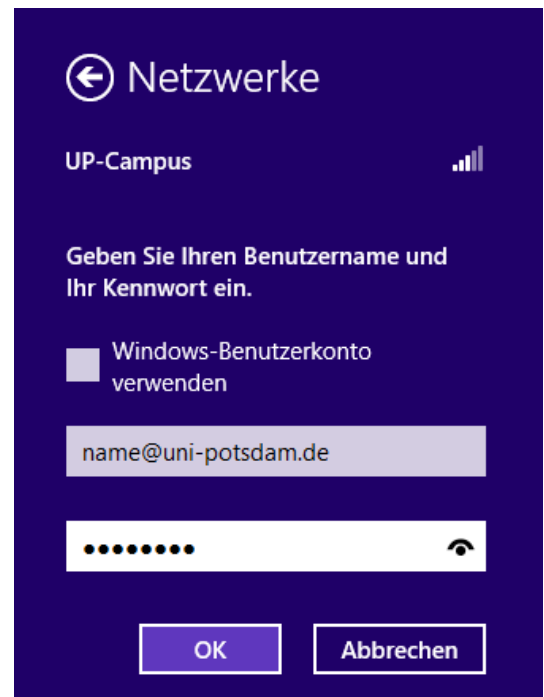 Netzwerke
UP-Campus
Geben Sie Ihren Benutzername und
Ihr Kennwort ein.
Windows-Benutzerkonto
verwenden
name@uni-potsdam.de
••••••••
OK Abbrechen